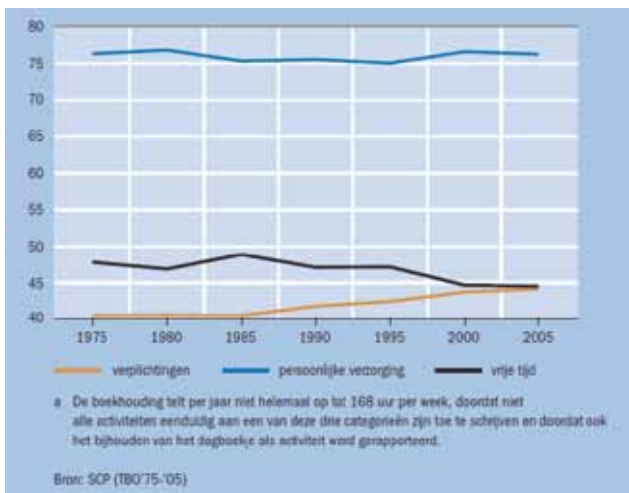 80
75
70
65
60
55
50
45
40
1975 1980 1985 1990 1995 2000 2005
verplichtingen persoonlijke verzorging vrije tijd
a De boekhouding telt per jaar niet helemaal op tot 168 uur per week, doordat niet
alle activiteiten eenduidig aan een van deze drie categorieën zijn toe te schrijven en doordat ook
het bijhouden van het dagboekje als activiteit werd gerapporteerd.
Bron: SCP (TBO'75-'05)